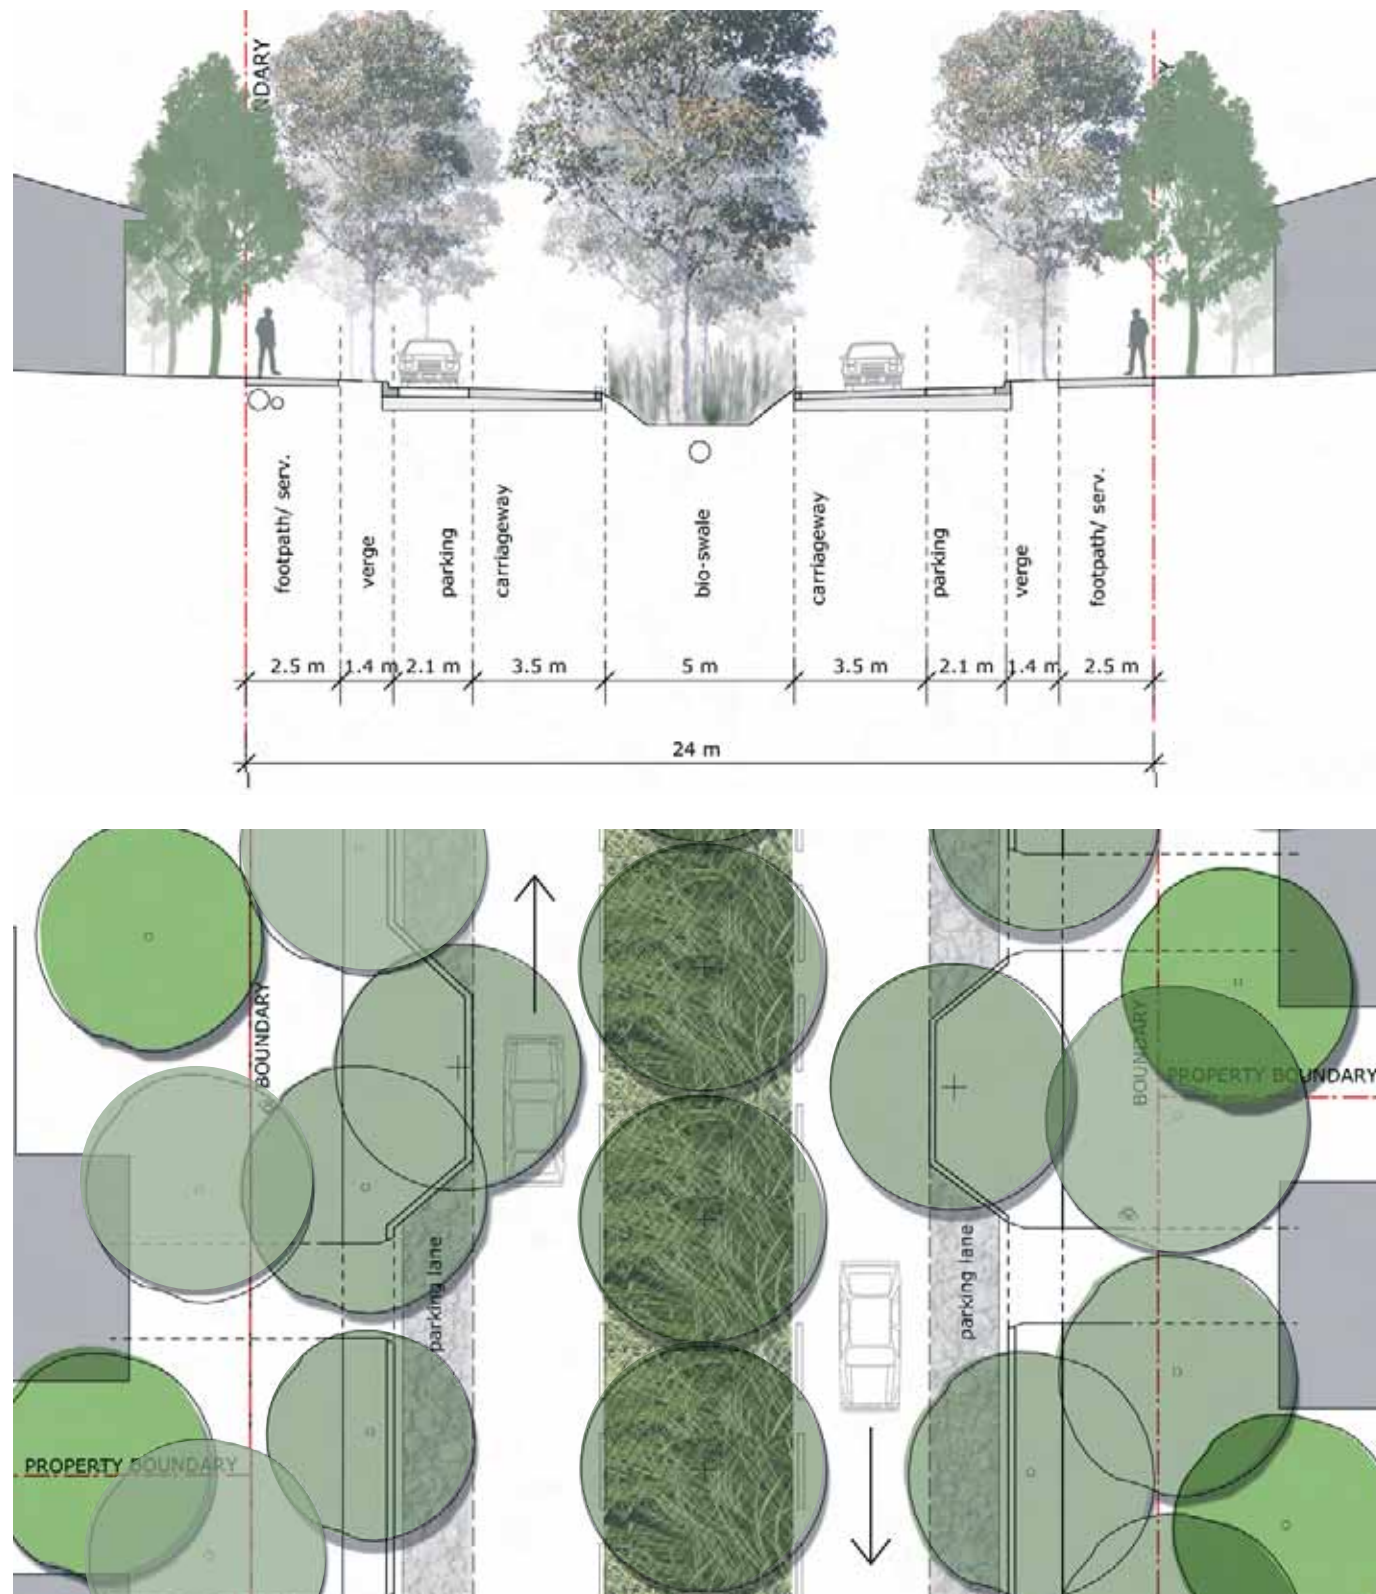 NDARY
footpath/ serv.
verge
parking
carriageway
bio-swale
carriageway
parking
verge
footpath/ serv.
2.5 m
1.4 m
2.1 m
3.5 m
5 m
3.5 m
2.1 m
1.4 m
2.5 m
24 m
BOUNDARY
BOUNDARY
PROPERTY BOUNDARY
parking lane
parking lane
PROPERTY BOUNDARY